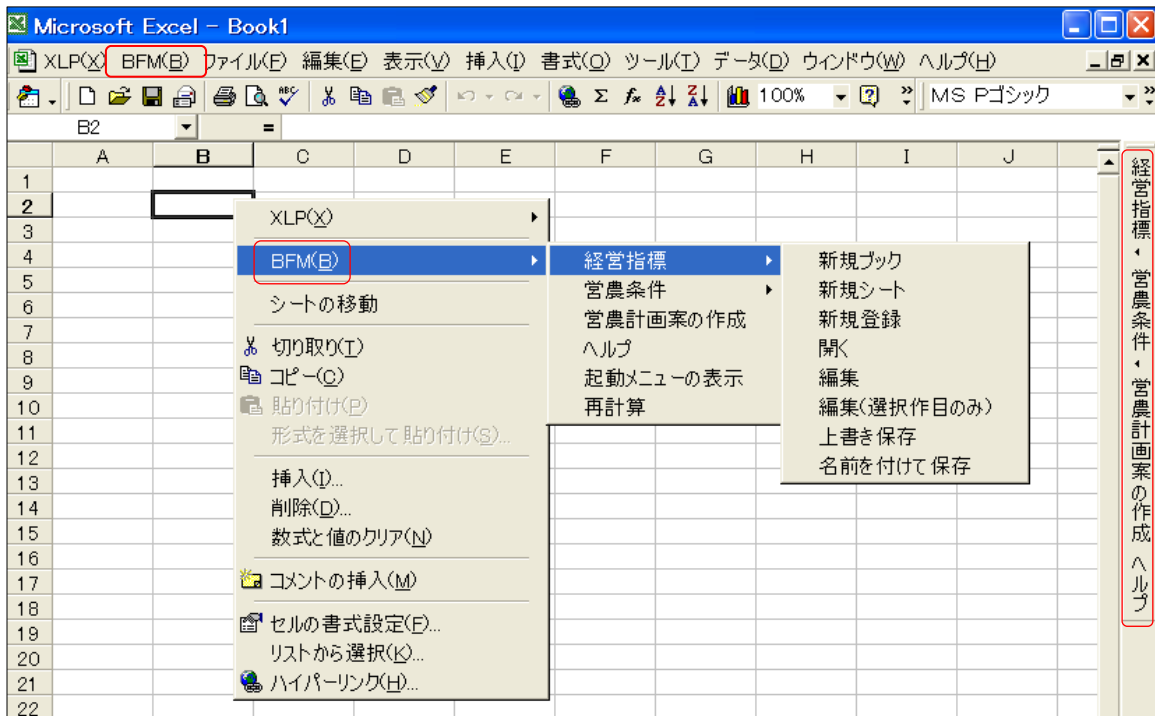 Microsoft Excel - Book1
XLP(X) BFM(B) ファイル(F) 編集(E) 表示(V) 挿入(I) 書式(O) ツール(T) データ(D) ウィンドウ(W) ヘルプ(H)
100% MS Pゴシック
B2 =
A B C D E F G H I J
1
2
3
4
5
6
7
8
9
10
11
12
13
14
15
16
17
18
19
20
21
22
XLP(X)
BFM(B)
シートの移動
切り取り(T)
コピー(C)
貼り付け(P)
形式を選択して貼り付け(S)...
挿入(I)...
削除(D)...
数式と値のクリア(N)
コメントの挿入(M)
セルの書式設定(F)...
リストから選択(K)...
ハイパーリンク(H)...
経営指標
営農条件
営農計画案の作成
ヘルプ
起動メニューの表示
再計算
新規ブック
新規シート
新規登録
開く
編集
編集(選択作目のみ)
上書き保存
名前を付けて保存
経営指標 営農条件 営農計画案の作成 ヘルプ